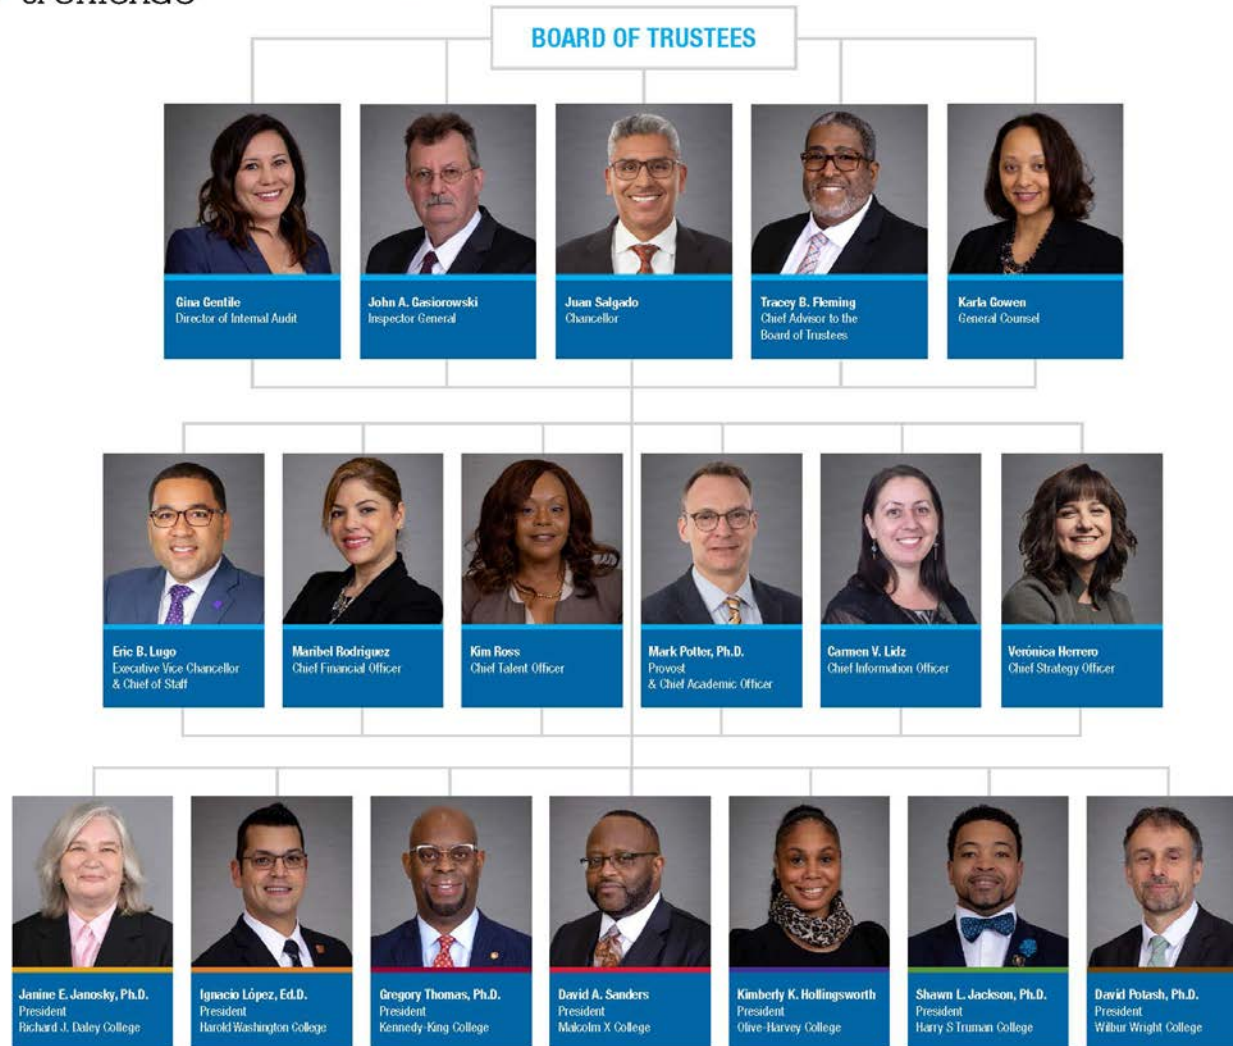 BOARD OF TRUSTEES
Gina Gentile
Director of Internal Audit
John A. Gasiorowski
Inspector General
Juan Salgado
Chancellor
Tracey B. Fleming
Chief Advisor to the
Board of Trustees
Karla Gowen
General Counsel
Eric B. Lugo
Executive Vice Chancellor
& Chief of Staff
Maribel Rodriguez
Chief Financial Officer
Kim Ross
Chief Talent Officer
Mark Potter, Ph.D.
Provost
& Chief Academic Officer
Carmen V. Lidz
Chief Information Officer
Verónica Herrero
Chief Strategy Officer
Janine E. Janosky, Ph.D.
President
Richard J. Daley College
Ignacio López, Ed.D.
President
Harold Washington College
Gregory Thomas, Ph.D.
President
Kennedy-King College
David A. Sanders
President
Malcolm X College
Kimberly K. Hollingsworth
President
Olive-Harvey College
Shawn L. Jackson, Ph.D.
President
Harry S Truman College
David Potash, Ph.D.
President
Wilbur Wright College